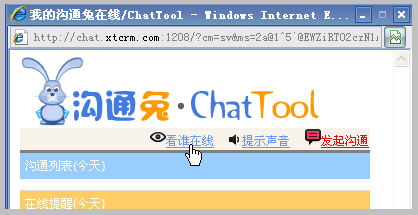 我的沟通兔在线/ChatTool - Windows Internet E...
http://chat.xtcrm.com:1208/?cm=sv&ms=2a@1^5`@EWZiRTO2czN1
沟通兔·ChatTool
看谁在线 提示声音 发起沟通
沟通列表(今天)
在线提醒(今天)